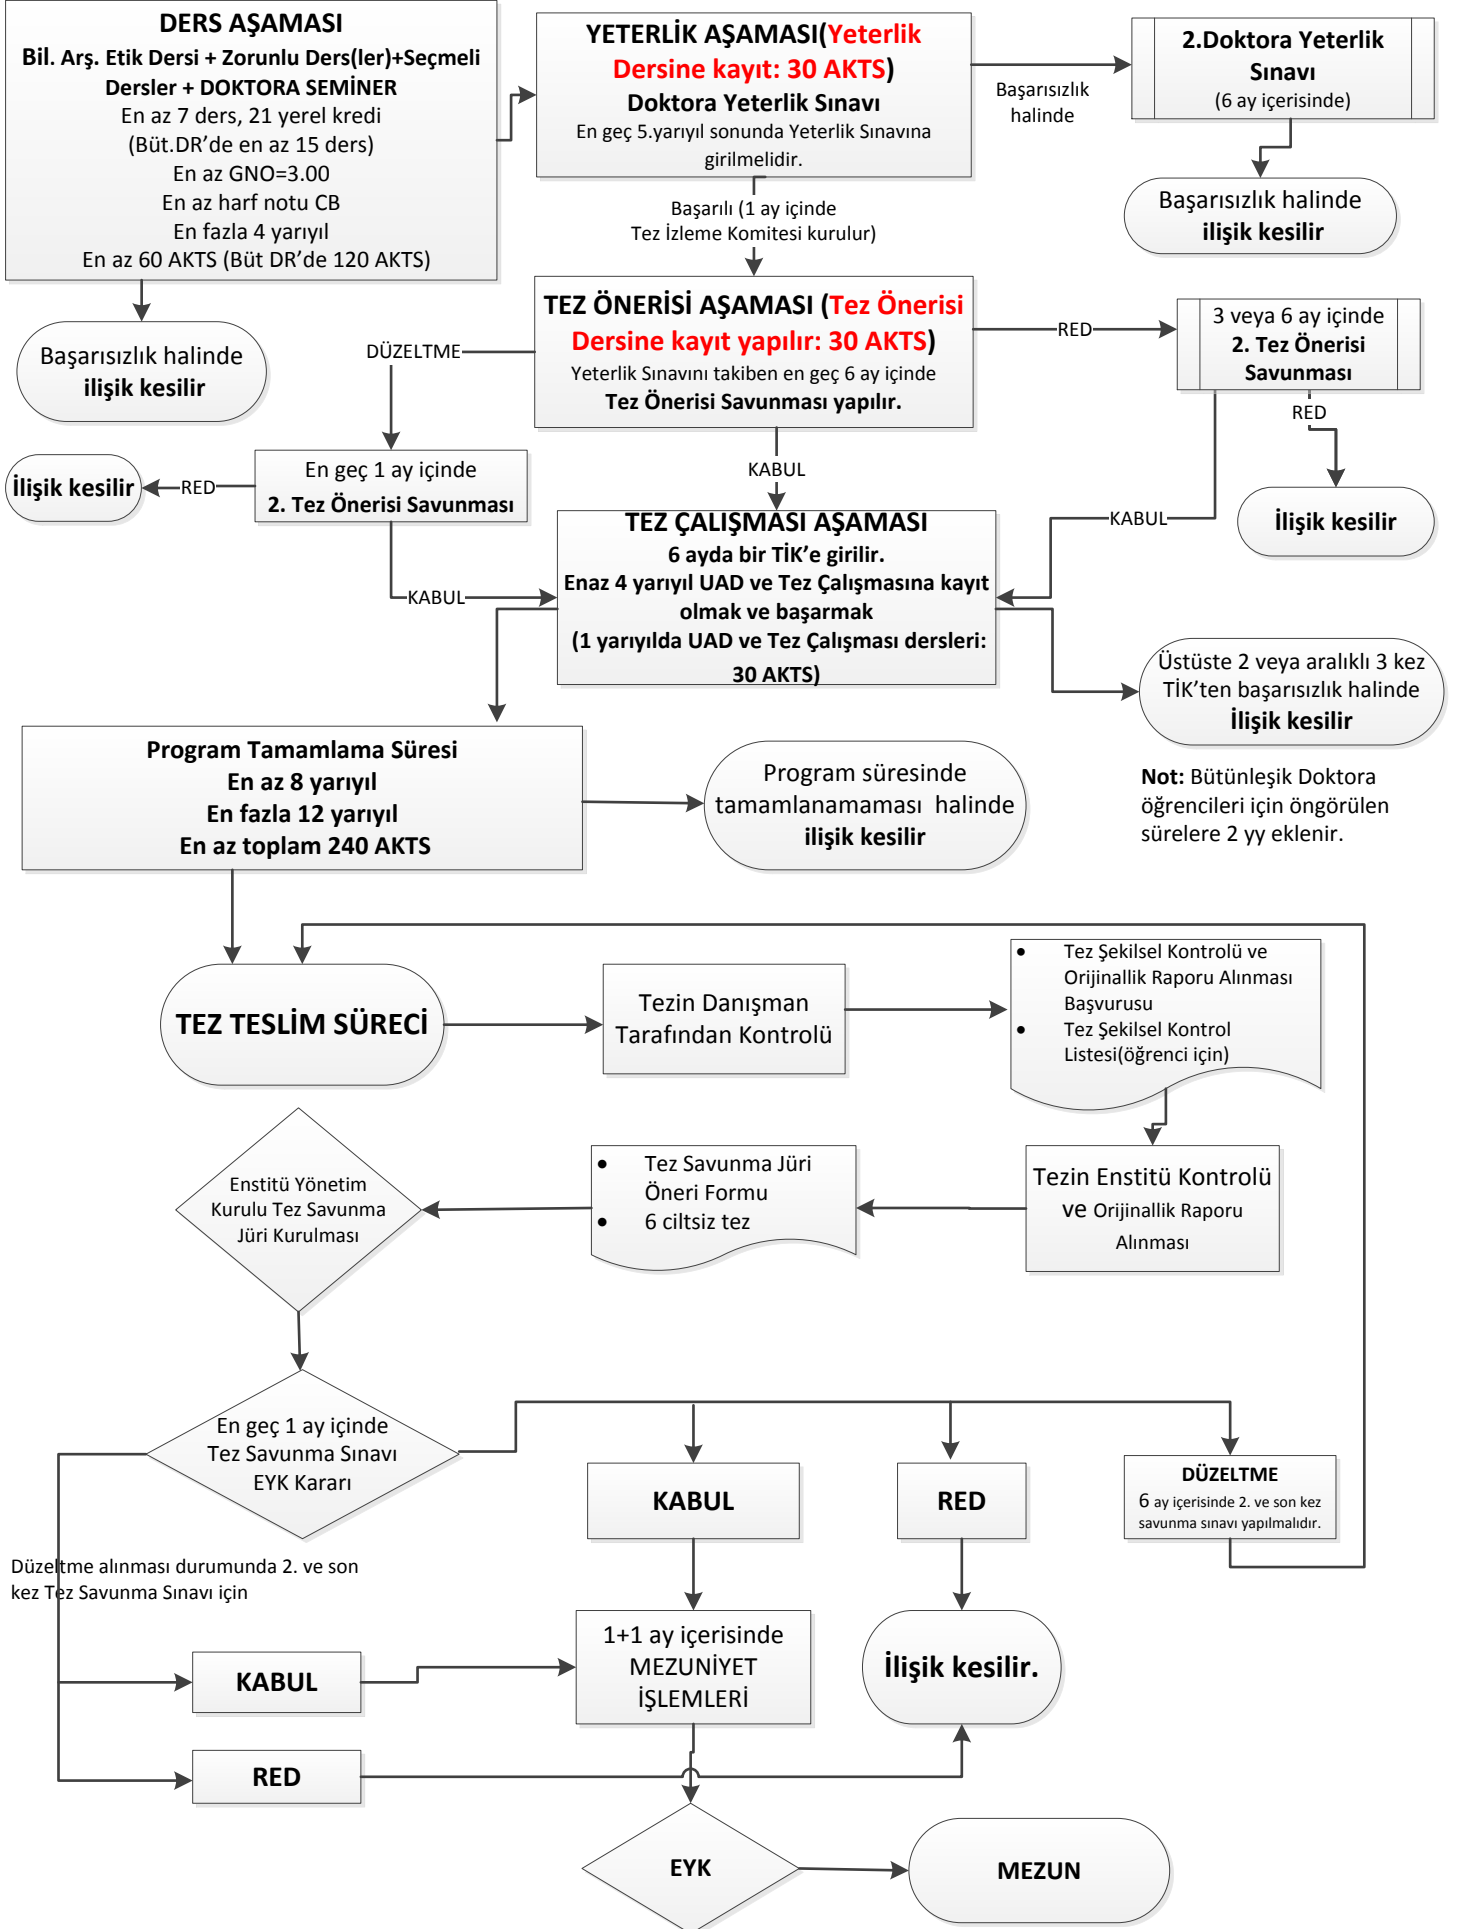 DERS AŞAMASI
Bil. Arş. Etik Dersi + Zorunlu Ders(ler)+Seçmeli
Dersler + DOKTORA SEMİNER
En az 7 ders, 21 yerel kredi
(Büt.DR’de en az 15 ders)
En az GNO=3.00
En az harf notu CB
En fazla 4 yarıyıl
En az 60 AKTS (Büt DR’de 120 AKTS)
YETERLİK AŞAMASI(Yeterlik
Dersine kayıt: 30 AKTS)
Doktora Yeterlik Sınavı
En geç 5.yarıyıl sonunda Yeterlik Sınavına
girilmelidir.
Başarısızlık
halinde
2.Doktora Yeterlik
Sınavı
(6 ay içerisinde)
Başarısızlık halinde
ilişik kesilir
Başarılı (1 ay içinde
Tez İzleme Komitesi kurulur)
Başarısızlık halinde
ilişik kesilir
TEZ ÖNERİSİ AŞAMASI (Tez Önerisi
Dersine kayıt yapılır: 30 AKTS)
Yeterlik Sınavını takiben en geç 6 ay içinde
Tez Önerisi Savunması yapılır.
DÜZELTME
RED
3 veya 6 ay içinde
2. Tez Önerisi
Savunması
RED
İlişik kesilir
KABUL
En geç 1 ay içinde
2. Tez Önerisi Savunması
RED
İlişik kesilir
KABUL
KABUL
TEZ ÇALIŞMASI AŞAMASI
6 ayda bir TİK’e girilir.
Enaz 4 yarıyıl UAD ve Tez Çalışmasına kayıt
olmak ve başarmak
(1 yarıyılda UAD ve Tez Çalışması dersleri:
30 AKTS)
Üstüste 2 veya aralıklı 3 kez
TİK’ten başarısızlık halinde
İlişik kesilir
Program Tamamlama Süresi
En az 8 yarıyıl
En fazla 12 yarıyıl
En az toplam 240 AKTS
Program süresinde
tamamlanamaması halinde
ilişik kesilir
Not: Bütünleşik Doktora
öğrencileri için öngörülen
sürelere 2 yy eklenir.
TEZ TESLİM SÜRECİ
Tezin Danışman
Tarafından Kontrolü
• Tez Şekilsel Kontrolü ve
Orijinallik Raporu Alınması
Başvurusu
• Tez Şekilsel Kontrol
Listesi(öğrenci için)
Tezin Enstitü Kontrolü
ve Orijinallik Raporu
Alınması
• Tez Savunma Jüri
Öneri Formu
• 6 ciltsiz tez
Enstitü Yönetim
Kurulu Tez Savunma
Jüri Kurulması
En geç 1 ay içinde
Tez Savunma Sınavı
EYK Kararı
KABUL
RED
DÜZELTME
6 ay içerisinde 2. ve son kez
savunma sınavı yapılmalıdır.
Düzeltme alınması durumunda 2. ve son
kez Tez Savunma Sınavı için
KABUL
1+1 ay içerisinde
MEZUNİYET
İŞLEMLERİ
İlişik kesilir.
RED
EYK
MEZUN